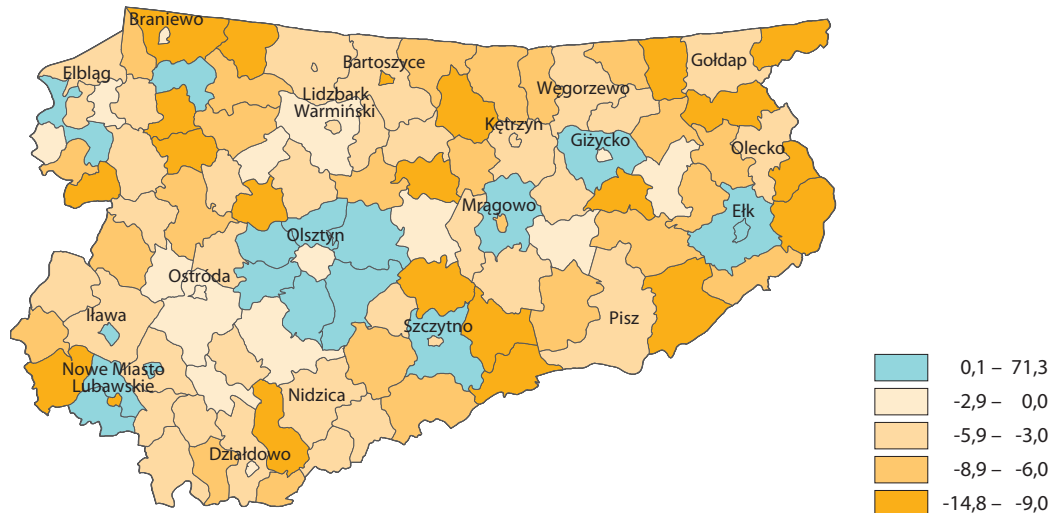 Braniewo
Elbląg
Bartoszyce
Lidzbark
Warmiński
Gołdap
Węgorzewo
Kętrzyn
Giżycko
Olecko
Mrągowo
Ełk
Olsztyn
Ostróda
Iława
Szczytno
Pisz
Nowe Miasto
Lubawskie
Nidzica
Działdowo
0,1 – 71,3
-2,9 – 0,0
-5,9 – -3,0
-8,9 – -6,0
-14,8 – -9,0